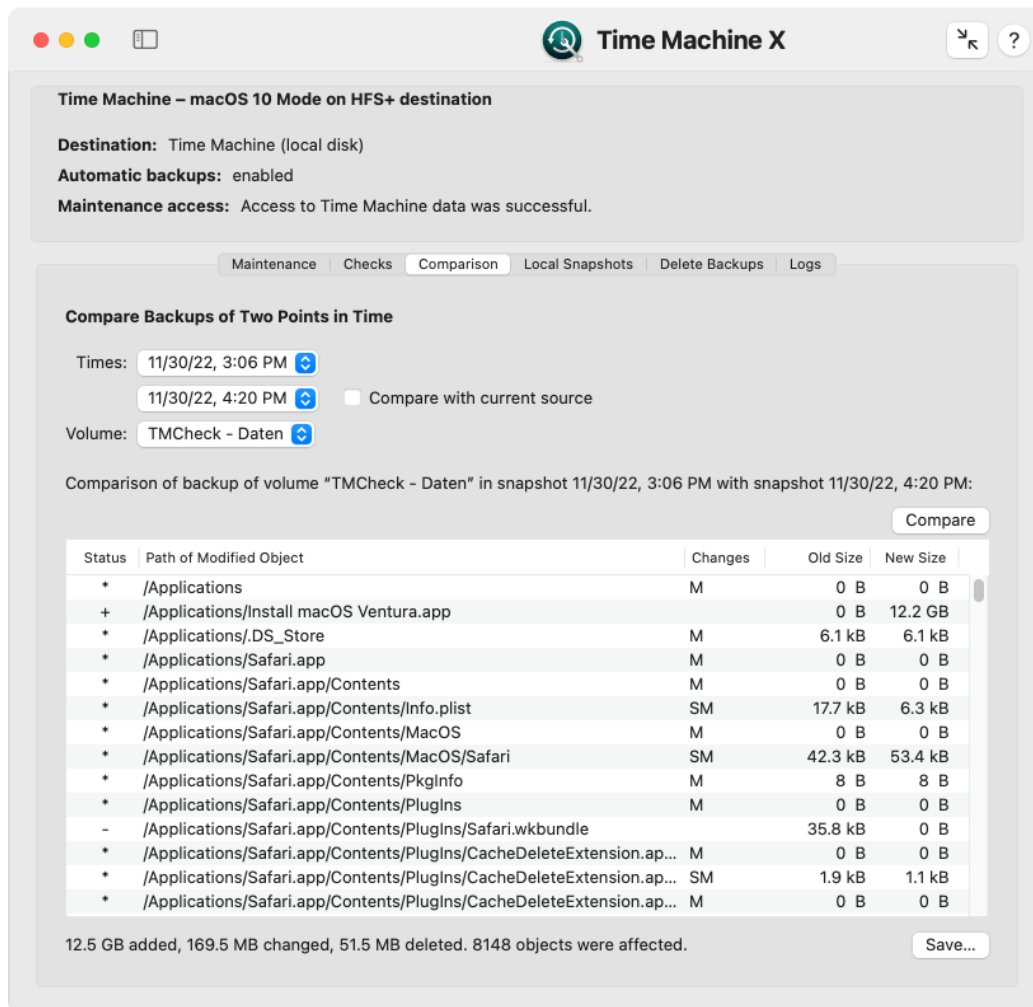 Time Machine X
?
Time Machine – macOS 10 Mode on HFS+ destination
Destination: Time Machine (local disk)
Automatic backups: enabled
Maintenance access: Access to Time Machine data was successful.
Maintenance Checks Comparison Local Snapshots Delete Backups Logs
Compare Backups of Two Points in Time
Times: 11/30/22, 3:06 PM
11/30/22, 4:20 PM Compare with current source
Volume: TMCheck - Daten
Comparison of backup of volume “TMCheck - Daten” in snapshot 11/30/22, 3:06 PM with snapshot 11/30/22, 4:20 PM:
Compare
Status Path of Modified Object Changes Old Size New Size
* /Applications M 0 B 0 B
+ /Applications/Install macOS Ventura.app 0 B 12.2 GB
* /Applications/.DS_Store M 6.1 kB 6.1 kB
* /Applications/Safari.app M 0 B 0 B
* /Applications/Safari.app/Contents M 0 B 0 B
* /Applications/Safari.app/Contents/Info.plist SM 17.7 kB 6.3 kB
* /Applications/Safari.app/Contents/MacOS M 0 B 0 B
* /Applications/Safari.app/Contents/MacOS/Safari SM 42.3 kB 53.4 kB
* /Applications/Safari.app/Contents/PkgInfo M 8 B 8 B
* /Applications/Safari.app/Contents/PlugIns M 0 B 0 B
- /Applications/Safari.app/Contents/PlugIns/Safari.wkbundle 35.8 kB 0 B
* /Applications/Safari.app/Contents/PlugIns/CacheDeleteExtension.ap... M 0 B 0 B
* /Applications/Safari.app/Contents/PlugIns/CacheDeleteExtension.ap... SM 1.9 kB 1.1 kB
* /Applications/Safari.app/Contents/PlugIns/CacheDeleteExtension.ap... M 0 B 0 B
12.5 GB added, 169.5 MB changed, 51.5 MB deleted. 8148 objects were affected.
Save...